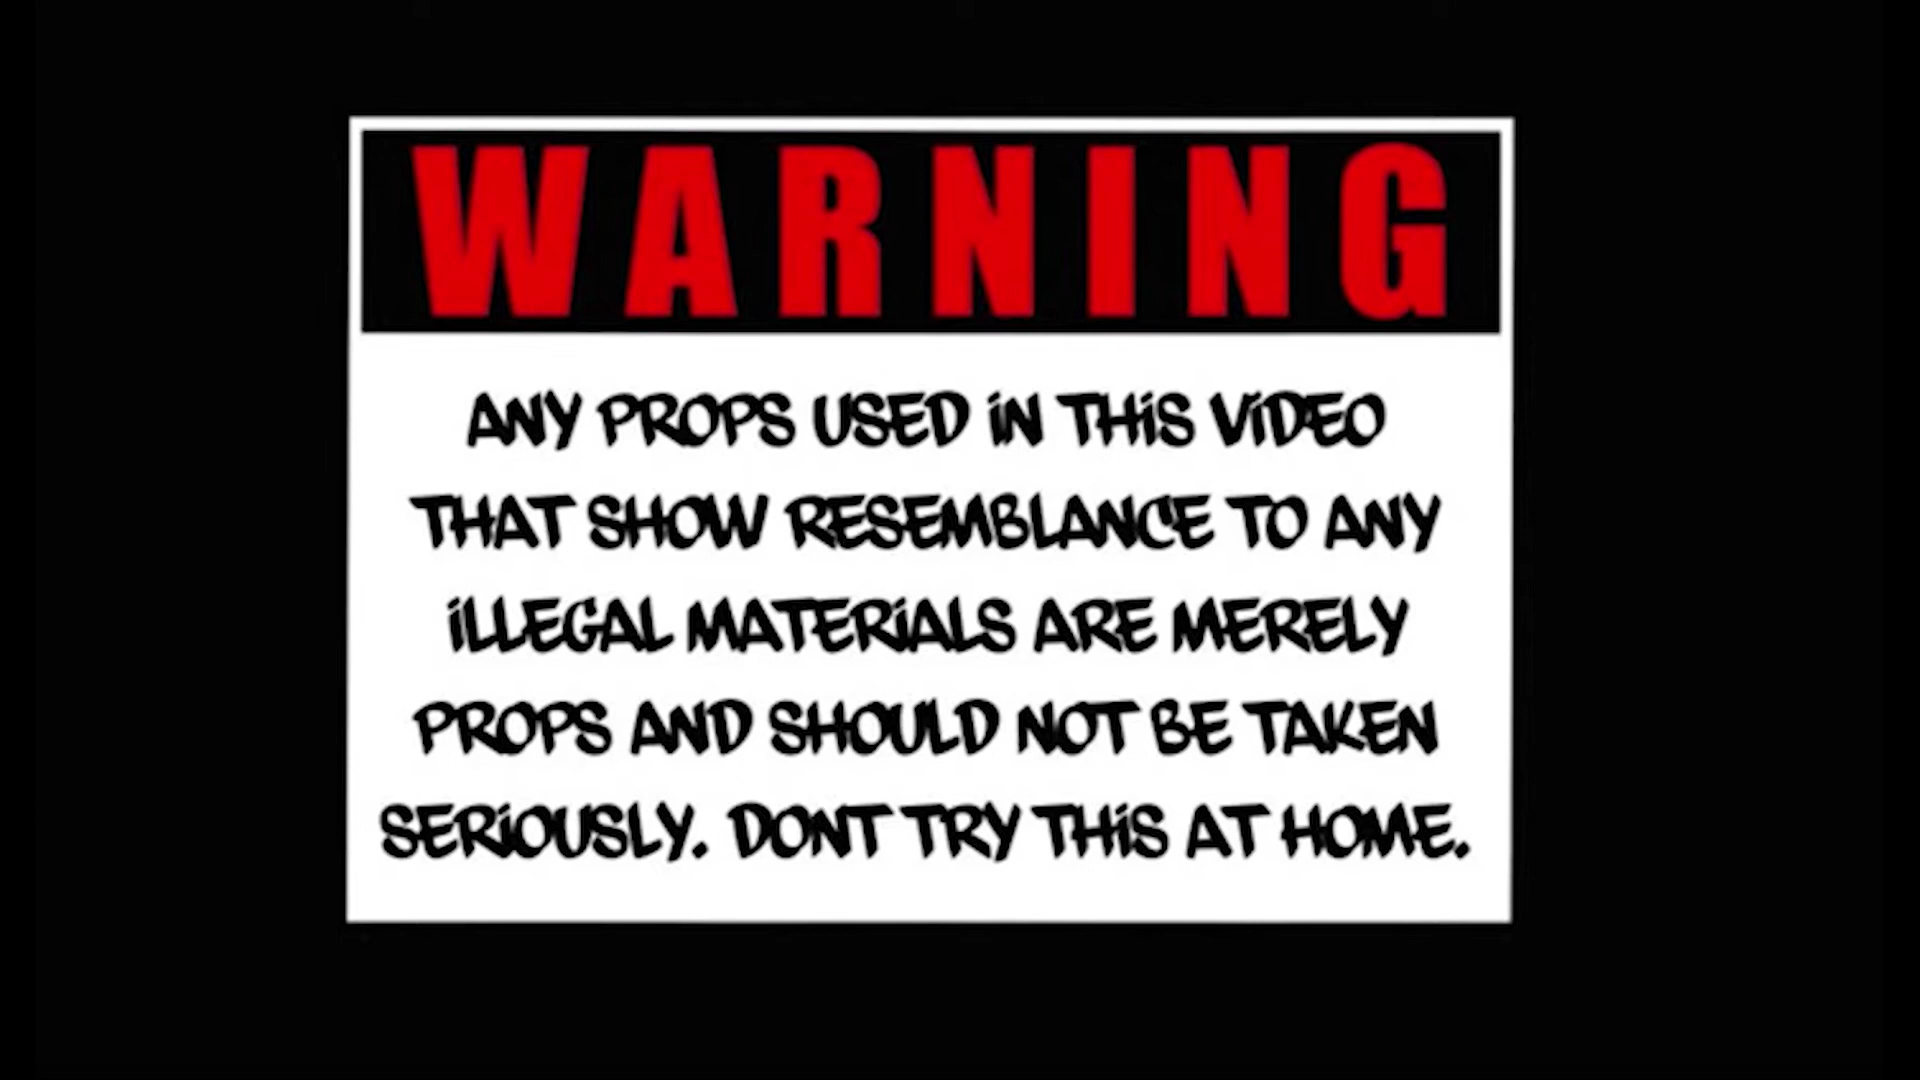 WARNING
ANY PROPS USED iN THiS ViDEO
THAT SHOW RESEMBLANCE TO ANY
iLLEGAL MATERiALS ARE MERELY
PROPS AND SHOULD NOT BE TAKEN
SERiOUSLY. DONT TRY THiS AT HOME.